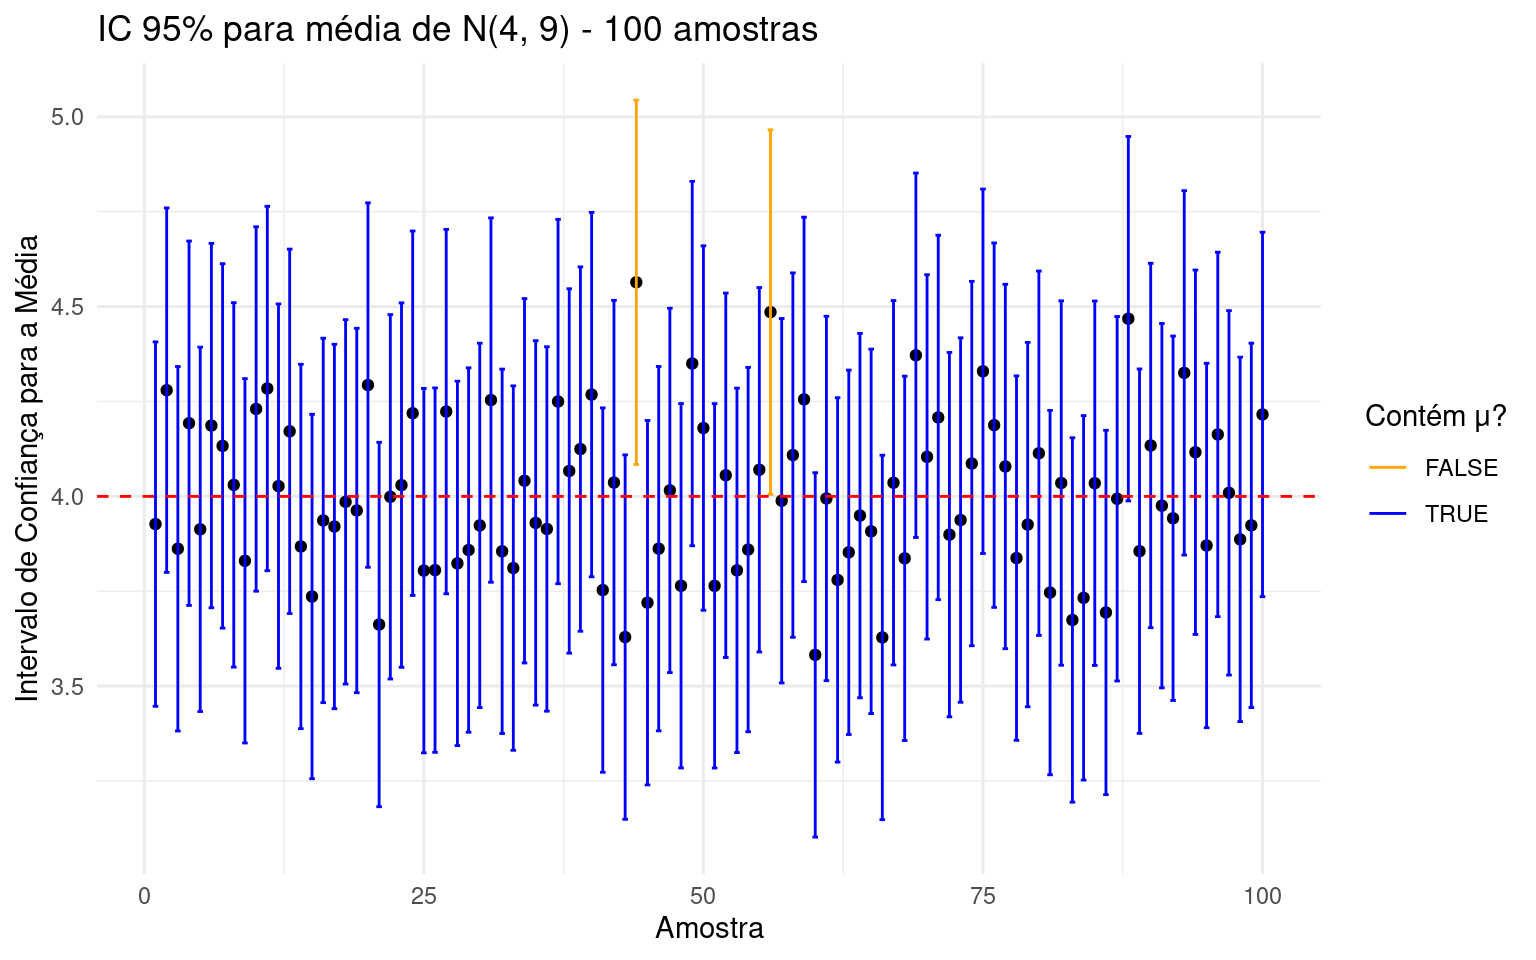 IC 95% para média de N(4, 9) - 100 amostras
Intervalo de Confiança para a Média
5.0
4.5
4.0
3.5
0
25
50
75
100
Amostra
Contém μ?
FALSE
TRUE